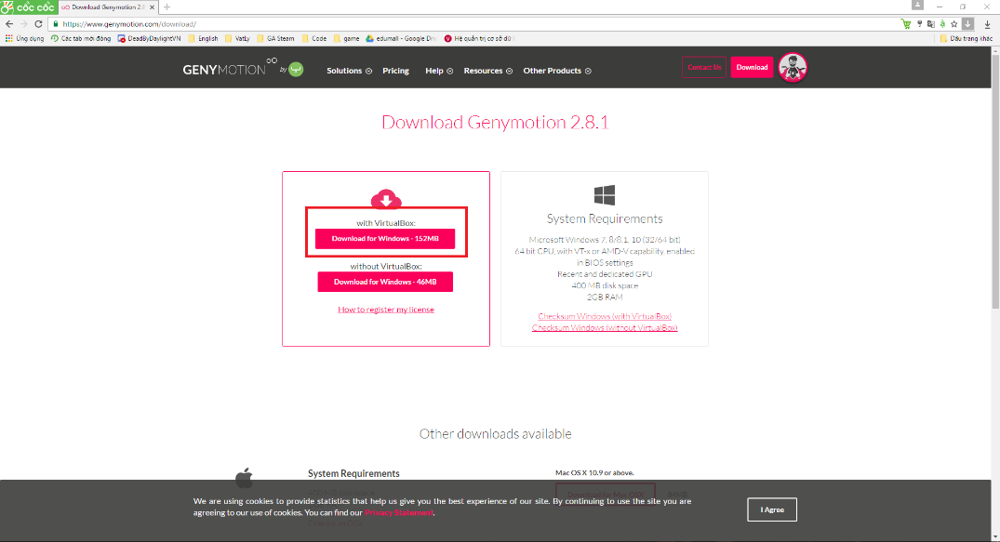 cốc cốc
Download Genymotion 2.8
https://www.genymotion.com/download/
Ứng dụng
Các tab mới đóng
DeadByDaylightVN
English
VatLy
GA Steam
Code
game
edumall - Google Driv
Hệ quản trị cơ sở dữ
Dấu trang khác
GENYMOTION
by
Solutions
Pricing
Help
Resources
Other Products
Contact Us
Download
Download Genymotion 2.8.1
with VirtualBox:
Download for Windows - 152MB
without VirtualBox:
Download for Windows - 46MB
How to register my license
System Requirements
Microsoft Windows 7, 8/8.1, 10 (32/64 bit)
64 bit CPU, with VT-x or AMD-V capability, enabled
in BIOS settings
Recent and dedicated GPU
400 MB disk space
2GB RAM
Checksum Windows (with VirtualBox)
Checksum Windows (without VirtualBox)
Other downloads available
System Requirements
Mac OS X 10.9 or above.
We are using cookies to provide statistics that help us give you the best experience of our site. By continuing to use the site you are
agreeing to our use of cookies. You can find our Privacy Statement.
I Agree